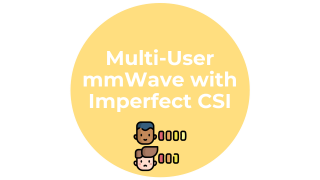 Multi-User
mmWave with
Imperfect CSI